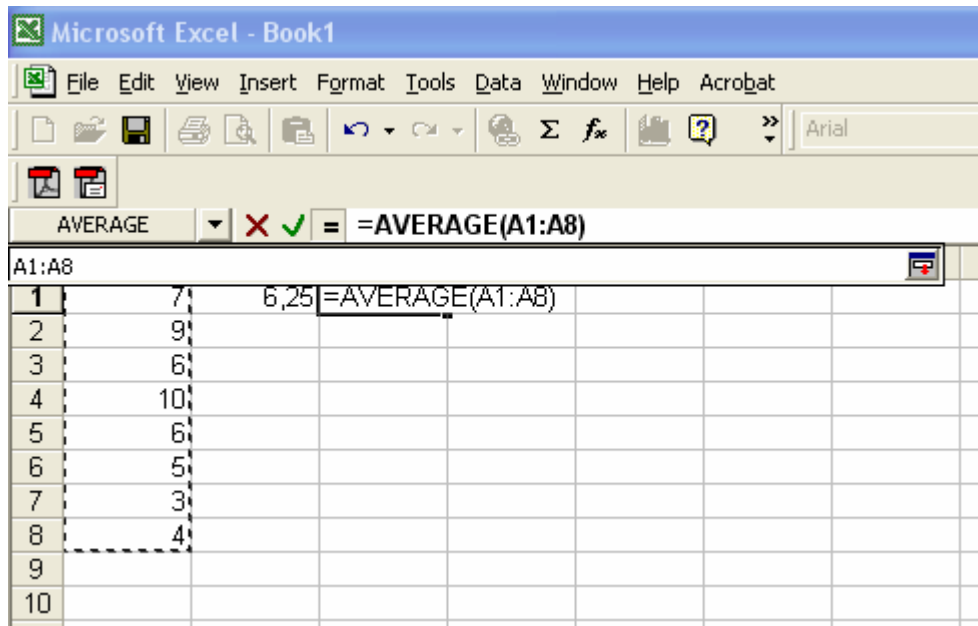 Microsoft Excel - Book1
File Edit View Insert Format Tools Data Window Help Acrobat
Σ fx ? » Arial
AVERAGE = =AVERAGE(A1:A8)
A1:A8
1 7 6,25 =AVERAGE(A1:A8)
2 9
3 6
4 10
5 6
6 5
7 3
8 4
9
10